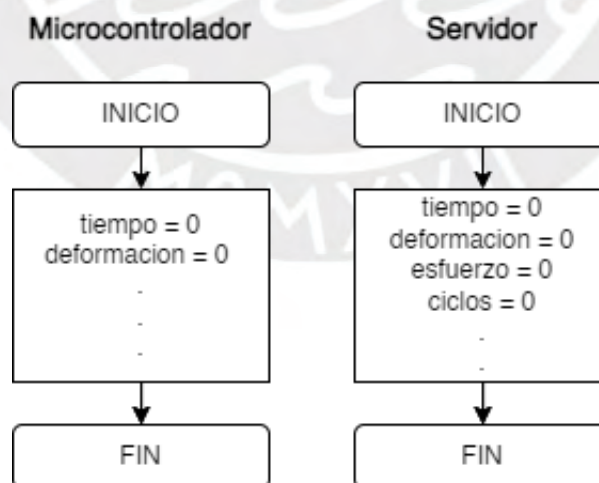 Microcontrolador
INICIO
tiempo = 0
deformacion = 0
.
.
.
FIN
Servidor
INICIO
tiempo = 0
deformacion = 0
esfuerzo = 0
ciclos = 0
.
.
FIN